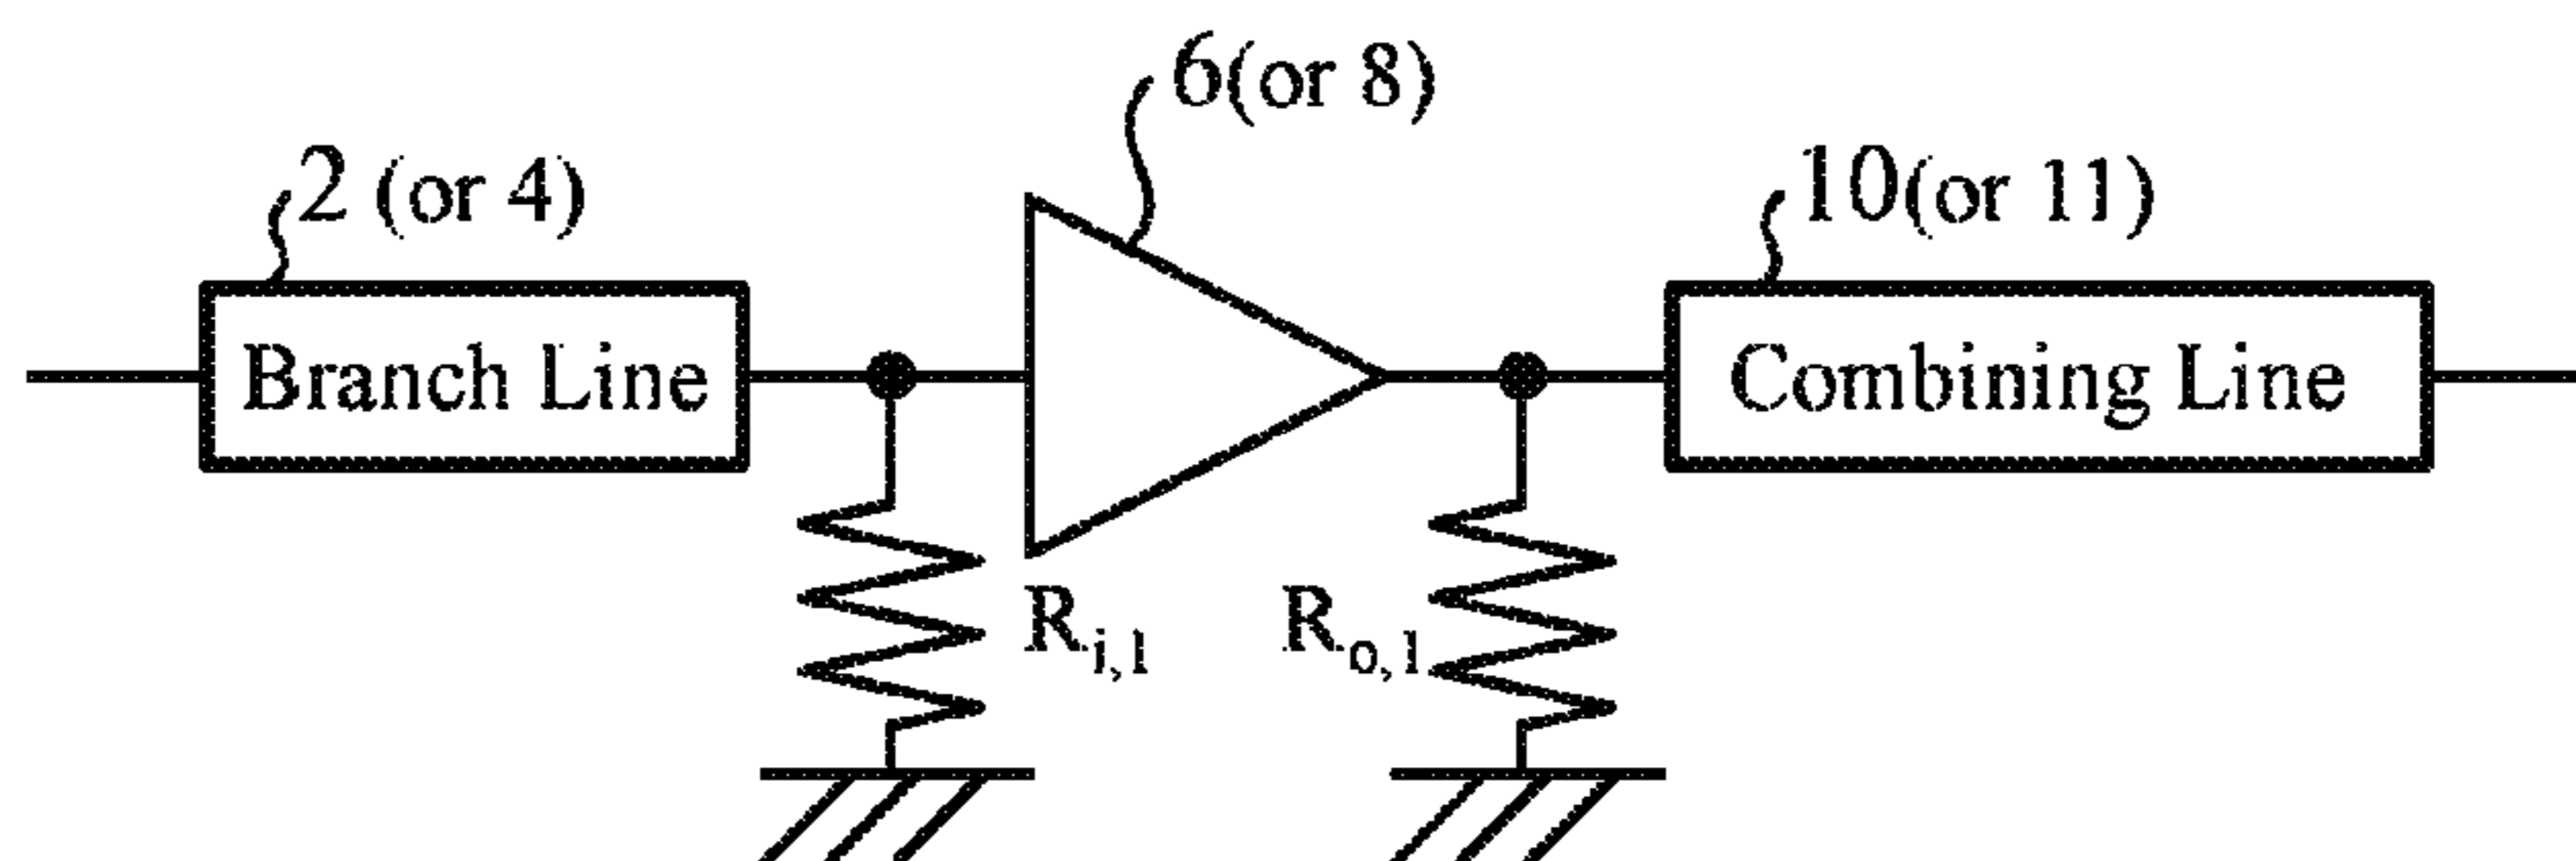 6(or 8)
2 (or 4)
10(or 11)
Branch Line
Combining Line
Ri,1
Ro,1